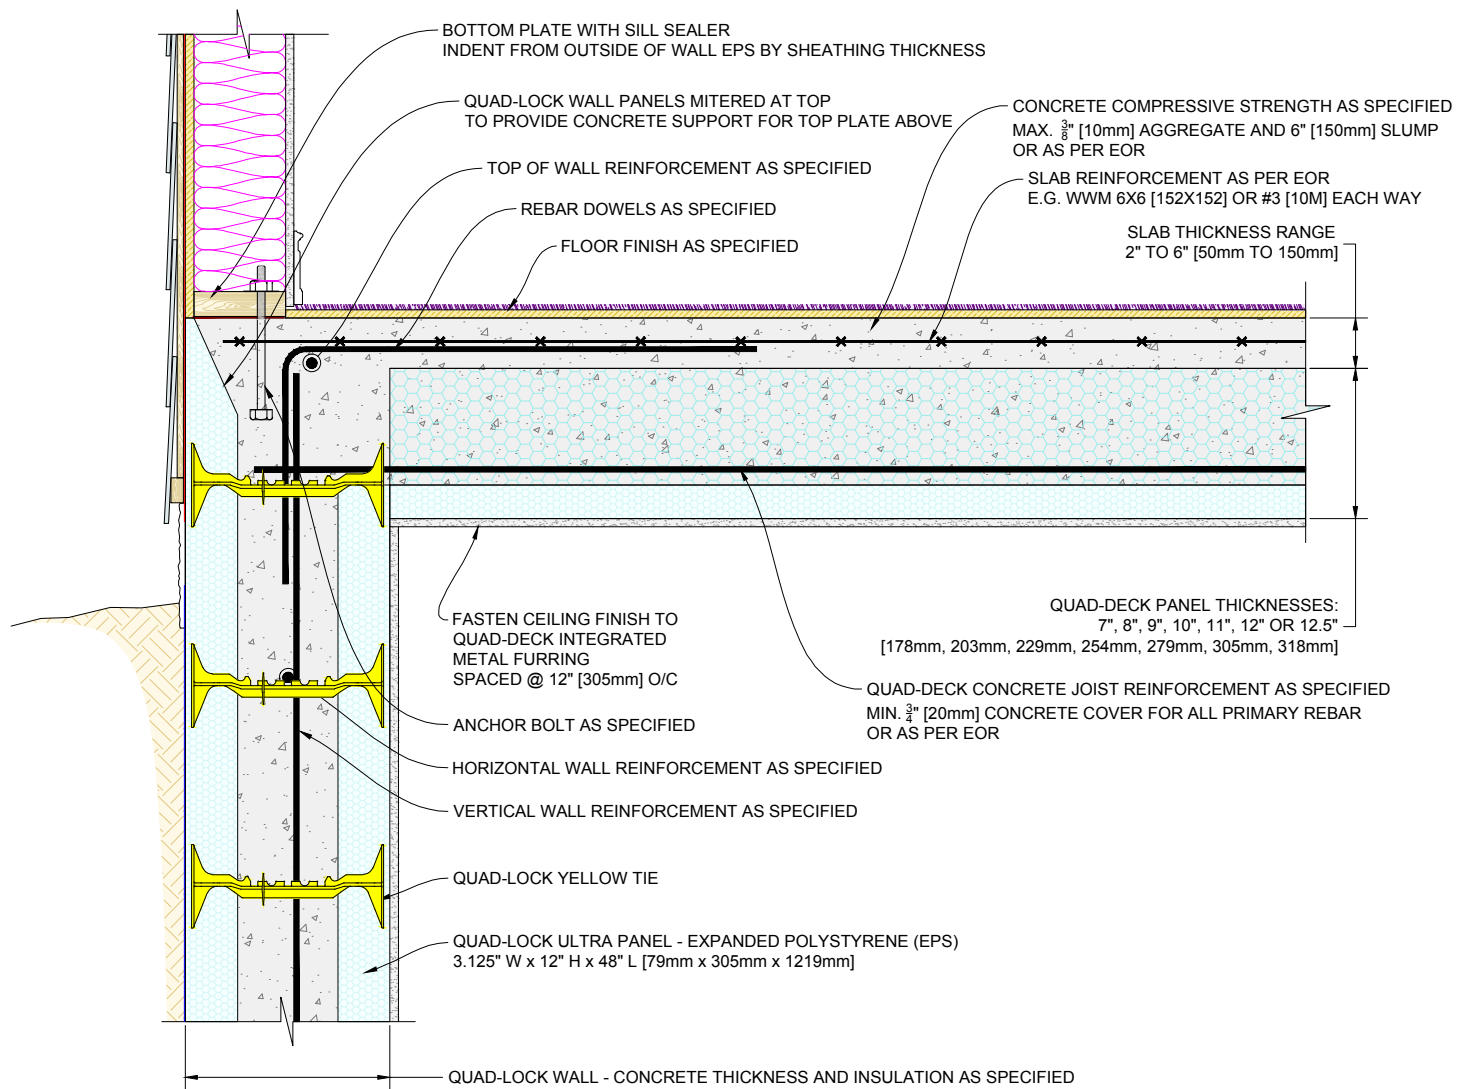 BOTTOM PLATE WITH SILL SEALER
INDENT FROM OUTSIDE OF WALL EPS BY SHEATHING THICKNESS
QUAD-LOCK WALL PANELS MITERED AT TOP
TO PROVIDE CONCRETE SUPPORT FOR TOP PLATE ABOVE
TOP OF WALL REINFORCEMENT AS SPECIFIED
REBAR DOWELS AS SPECIFIED
FLOOR FINISH AS SPECIFIED
CONCRETE COMPRESSIVE STRENGTH AS SPECIFIED
MAX. 3/8" [10mm] AGGREGATE AND 6" [150mm] SLUMP
OR AS PER EOR
SLAB REINFORCEMENT AS PER EOR
E.G. WWM 6X6 [152X152] OR #3 [10M] EACH WAY
SLAB THICKNESS RANGE
2" TO 6" [50mm TO 150mm]
QUAD-DECK PANEL THICKNESSES:
7", 8", 9", 10", 11", 12" OR 12.5"
[178mm, 203mm, 229mm, 254mm, 279mm, 305mm, 318mm]
FASTEN CEILING FINISH TO
QUAD-DECK INTEGRATED
METAL FURRING
SPACED @ 12" [305mm] O/C
QUAD-DECK CONCRETE JOIST REINFORCEMENT AS SPECIFIED
MIN. 3/4" [20mm] CONCRETE COVER FOR ALL PRIMARY REBAR
OR AS PER EOR
ANCHOR BOLT AS SPECIFIED
HORIZONTAL WALL REINFORCEMENT AS SPECIFIED
VERTICAL WALL REINFORCEMENT AS SPECIFIED
QUAD-LOCK YELLOW TIE
QUAD-LOCK ULTRA PANEL - EXPANDED POLYSTYRENE (EPS)
3.125" W x 12" H x 48" L [79mm x 305mm x 1219mm]
QUAD-LOCK WALL - CONCRETE THICKNESS AND INSULATION AS SPECIFIED